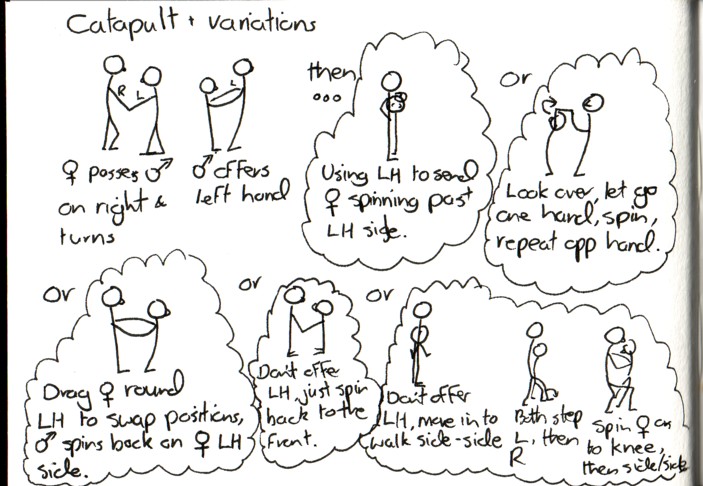 Catapult + variations
R L
L
♀ passes ♂
on right &
turns
♂ offers
left hand
then
...
Using LH to send
♀ spinning past
LH side.
or
Look over, let go
one hand, spin,
repeat opp hand.
or
Drag ♀ round
LH to swap positions,
♂ spins back on ♀ LH
side.
or
Don't offe
LH, just spin
back to the
front.
or
Don't offer
LH, move in to
walk side-side
Both step
L, then
R
Spin ♀ on
to knee,
then side/side